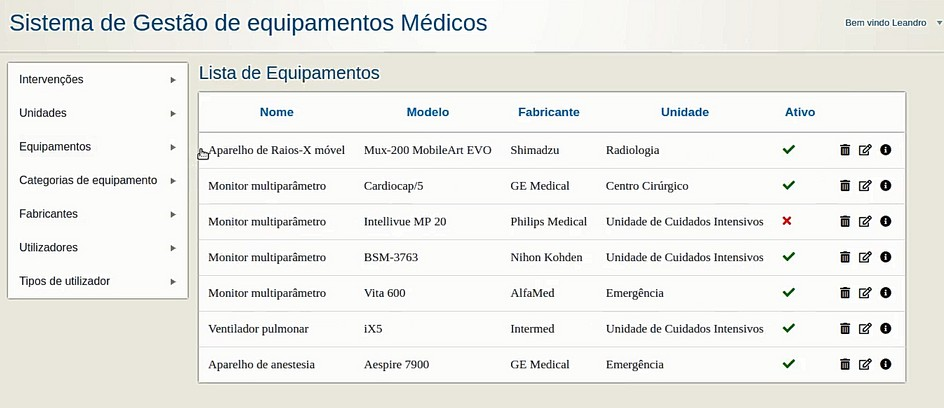 Sistema de Gestão de equipamentos Médicos
Bem vindo Leandro
Intervenções
Unidades
Equipamentos
Categorias de equipamento
Fabricantes
Utilizadores
Tipos de utilizador
Lista de Equipamentos
Nome Modelo Fabricante Unidade Ativo
Aparelho de Raios-X móvel Mux-200 MobileArt EVO Shimadzu Radiologia
Monitor multiparâmetro Cardiocap/5 GE Medical Centro Cirúrgico
Monitor multiparâmetro Intellivue MP 20 Philips Medical Unidade de Cuidados Intensivos
Monitor multiparâmetro BSM-3763 Nihon Kohden Unidade de Cuidados Intensivos
Monitor multiparâmetro Vita 600 AlfaMed Emergência
Ventilador pulmonar iX5 Intermed Unidade de Cuidados Intensivos
Aparelho de anestesia Aespire 7900 GE Medical Emergência